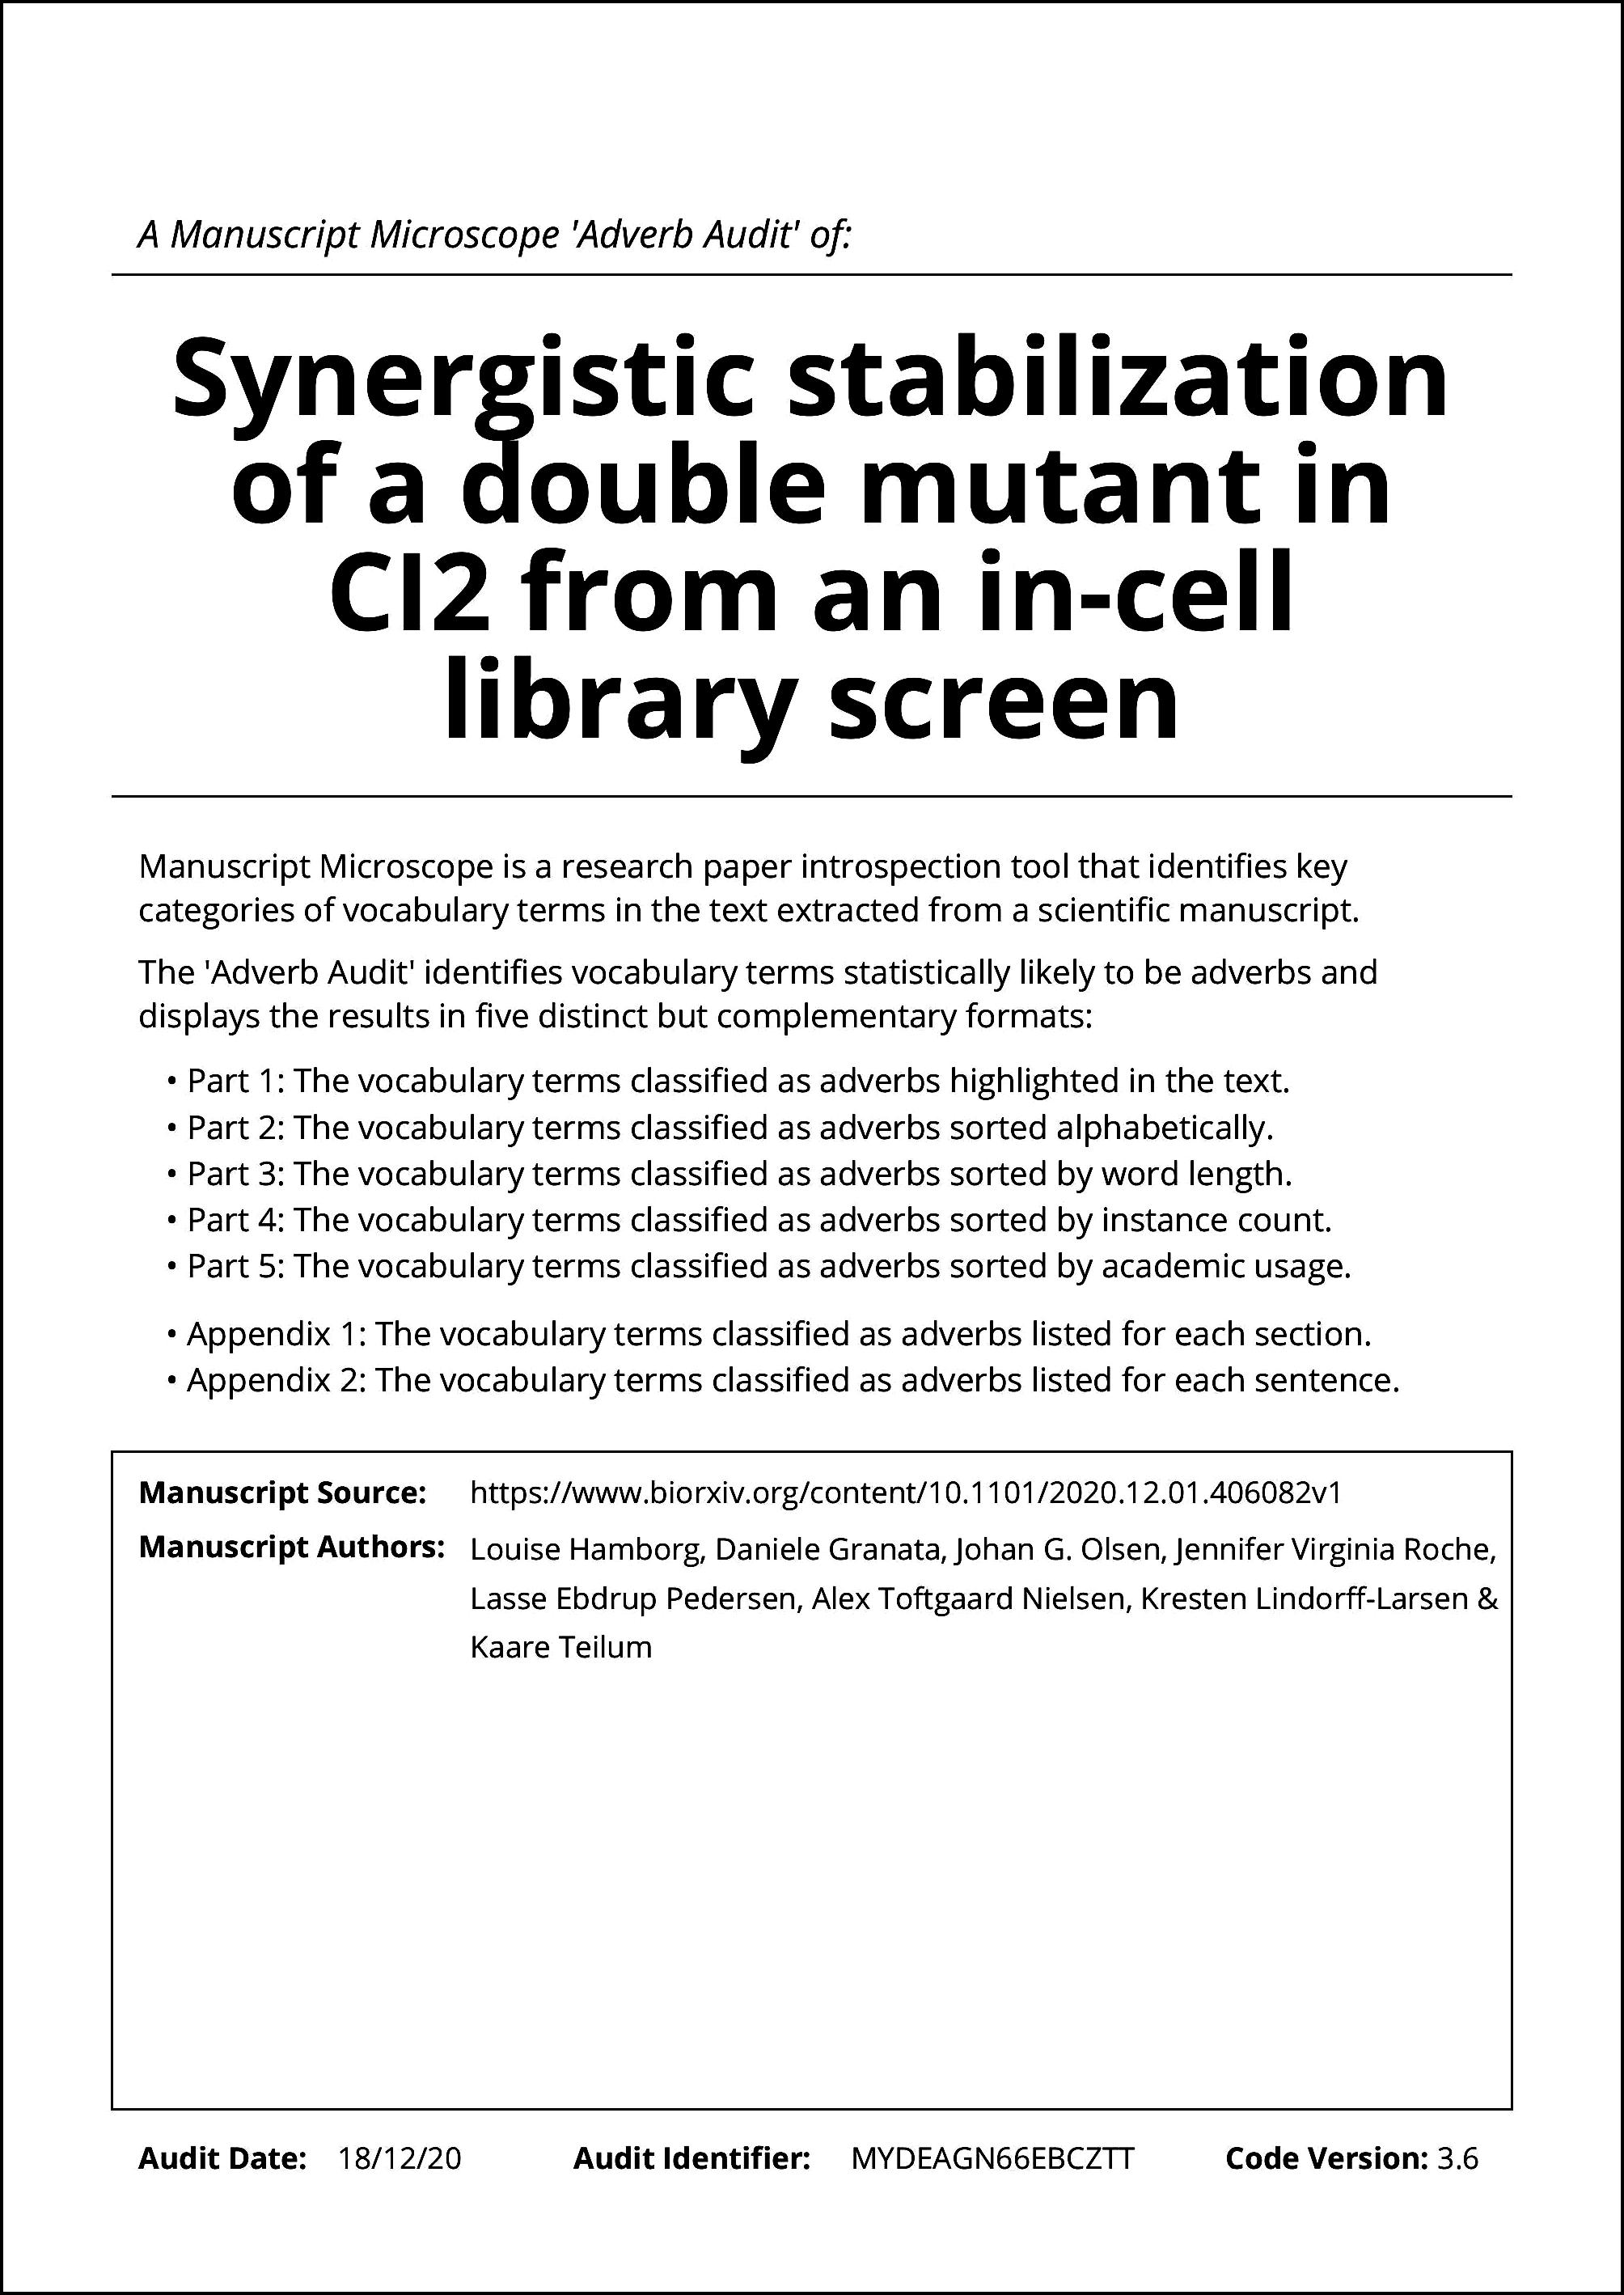 A Manuscript Microscope 'Adverb Audit' of:
Synergistic stabilization
of a double mutant in
CI2 from an in-cell
library screen
Manuscript Microscope is a research paper introspection tool that identifies key
categories of vocabulary terms in the text extracted from a scientific manuscript.
The 'Adverb Audit' identifies vocabulary terms statistically likely to be adverbs and
displays the results in five distinct but complementary formats:
• Part 1: The vocabulary terms classified as adverbs highlighted in the text.
• Part 2: The vocabulary terms classified as adverbs sorted alphabetically.
• Part 3: The vocabulary terms classified as adverbs sorted by word length.
• Part 4: The vocabulary terms classified as adverbs sorted by instance count.
• Part 5: The vocabulary terms classified as adverbs sorted by academic usage.
• Appendix 1: The vocabulary terms classified as adverbs listed for each section.
• Appendix 2: The vocabulary terms classified as adverbs listed for each sentence.
Manuscript Source: https://www.biorxiv.org/content/10.1101/2020.12.01.406082v1
Manuscript Authors: Louise Hamborg, Daniele Granata, Johan G. Olsen, Jennifer Virginia Roche,
Lasse Ebdrup Pedersen, Alex Toftgaard Nielsen, Kresten Lindorff-Larsen &
Kaare Teilum
Audit Date: 18/12/20 Audit Identifier: MYDEAGN66EBCZTT Code Version: 3.6